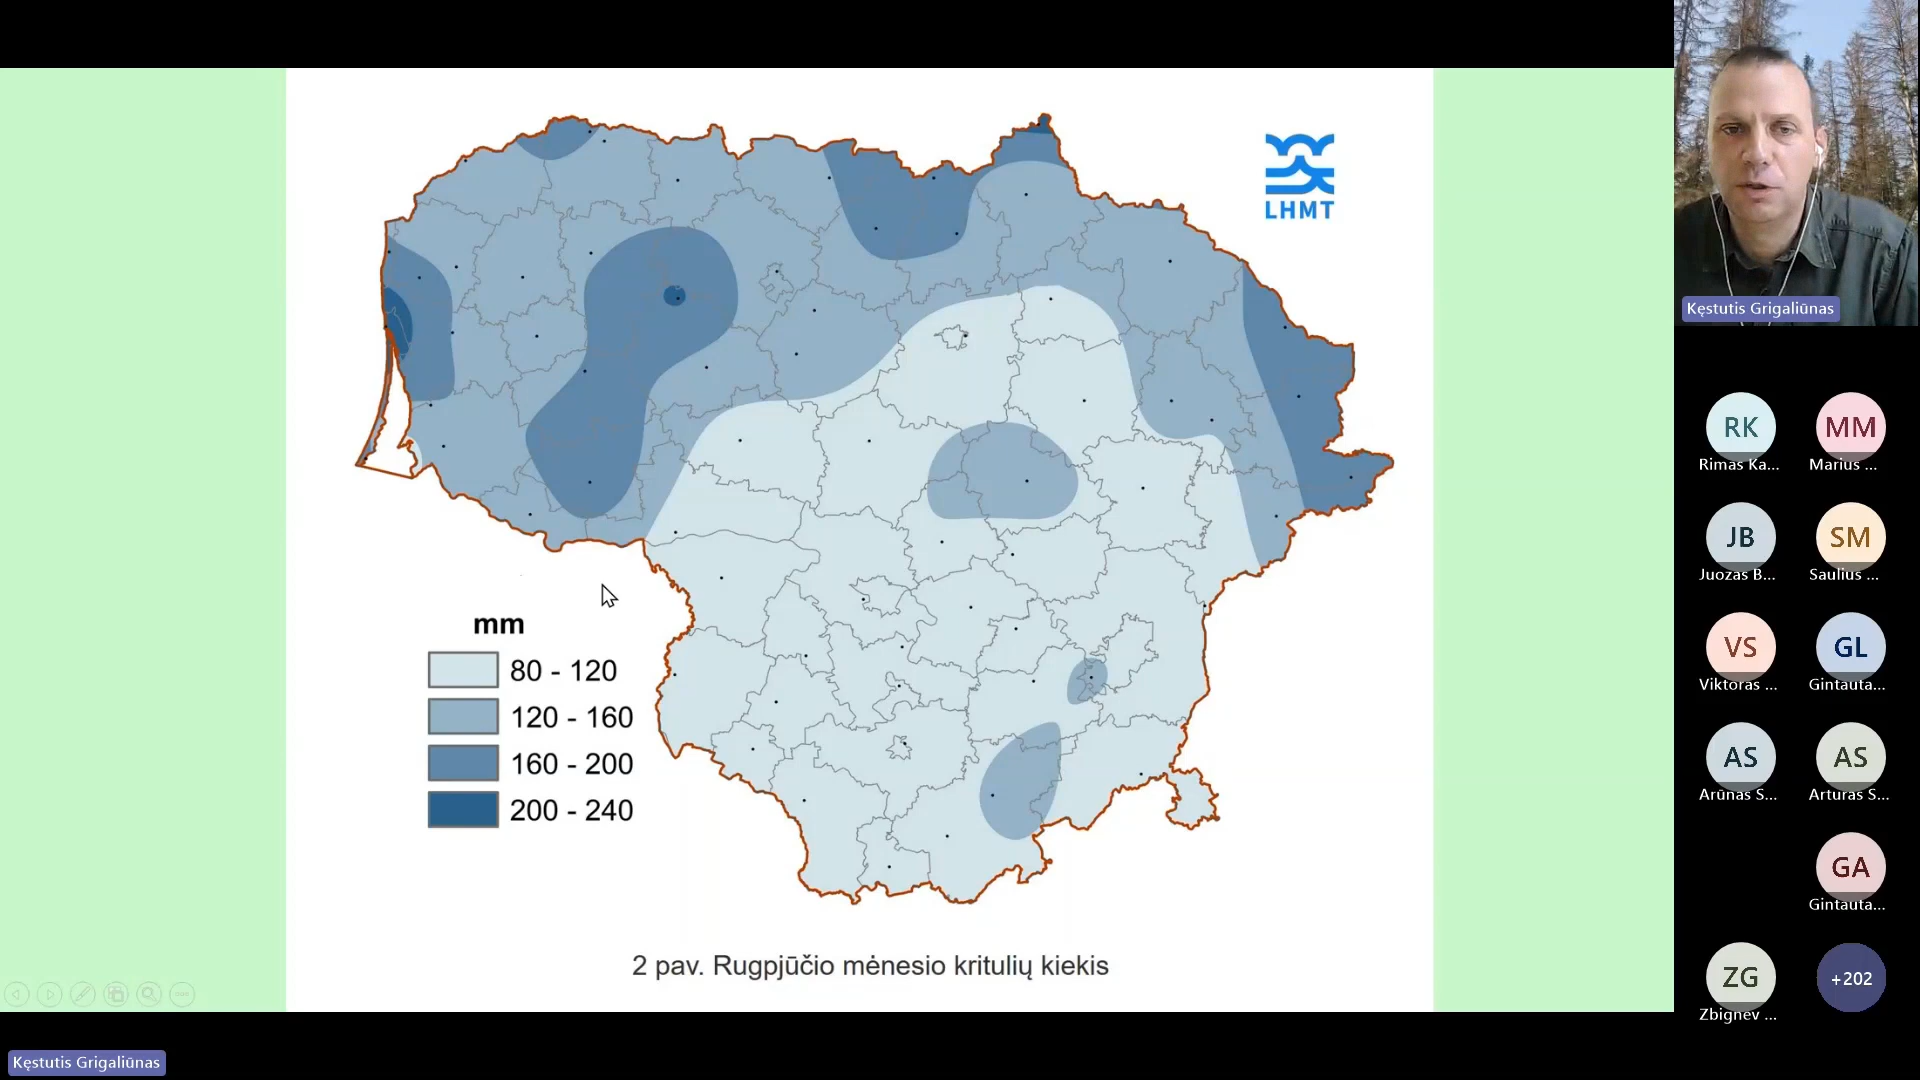 LHMT
mm
80 - 120
120 - 160
160 - 200
200 - 240
2 pav. Rugpjūčio mėnesio kritulių kiekis
Kęstutis Grigaliūnas
RK
Rimas Ka...
MM
Marius ...
JB
Juozas B...
SM
Saulius ...
VS
Viktoras ...
GL
Gintauta...
AS
Arūnas S...
AS
Arturas S...
GA
Gintauta...
ZG
Zbignev ...
+202
Kęstutis Grigaliūnas